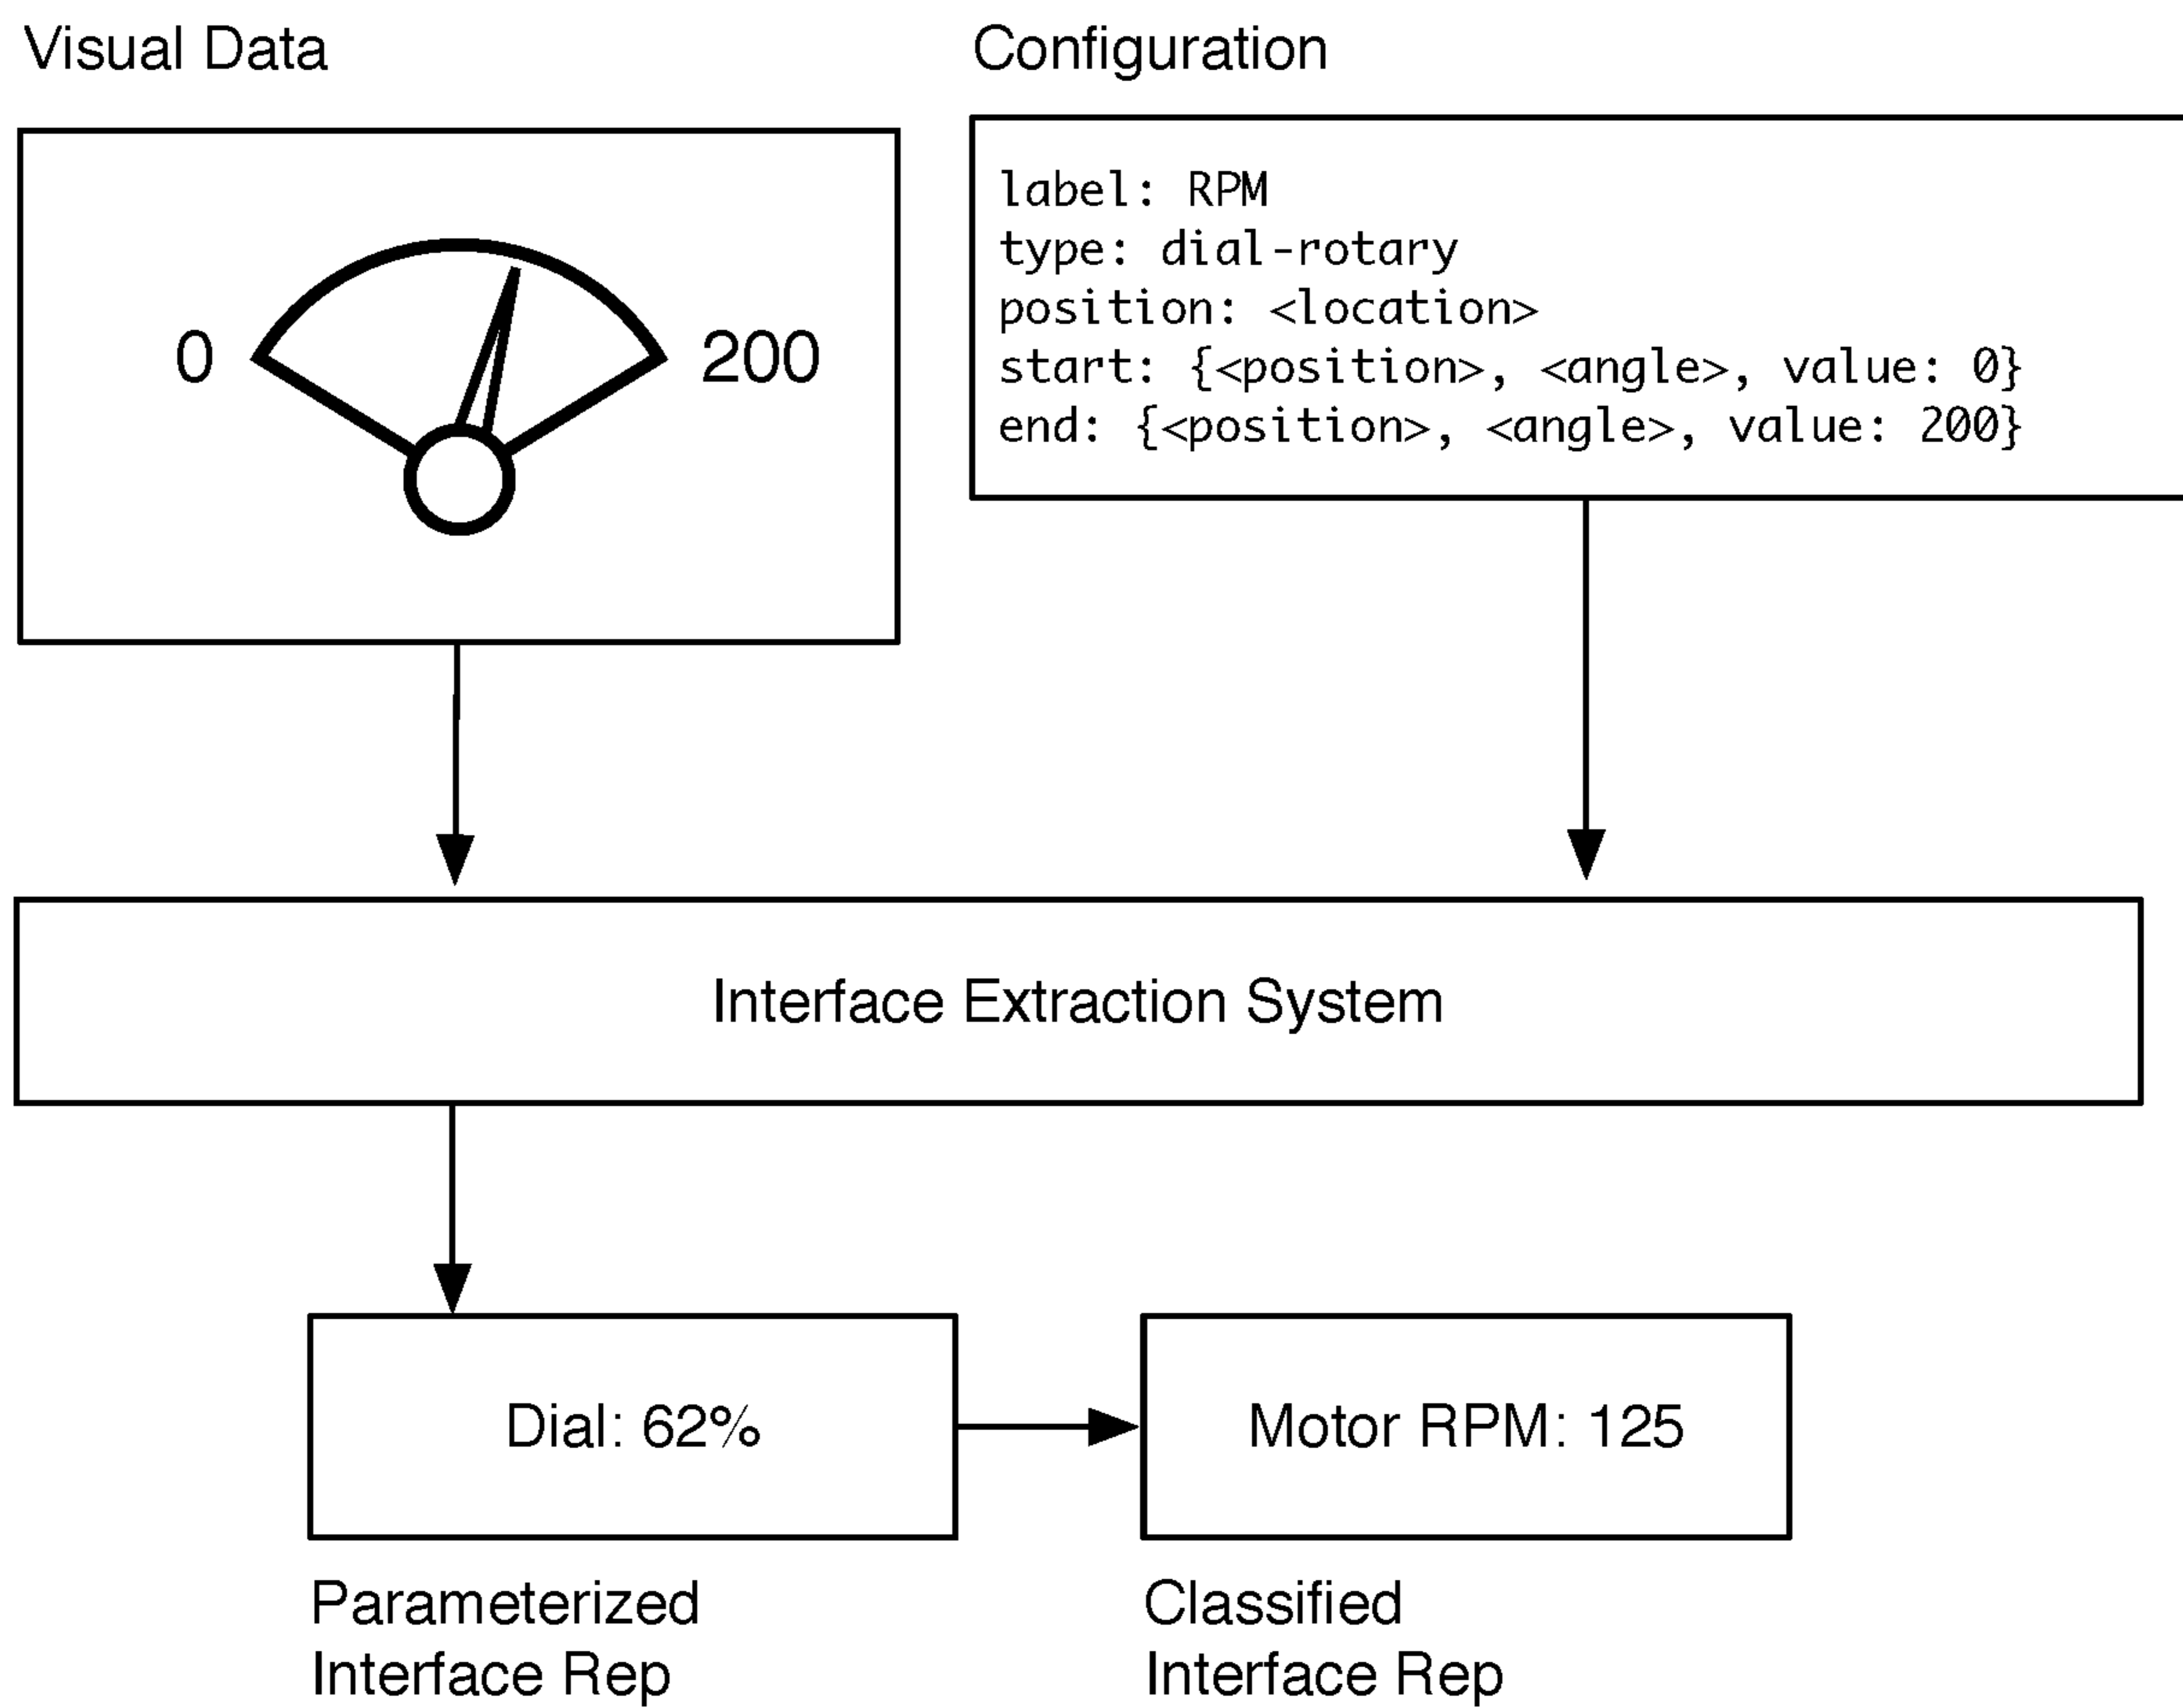 Visual Data
Configuration
0
200
label: RPM
type: dial-rotary
position: <location>
start: {<position>, <angle>, value: 0}
end: {<position>, <angle>, value: 200}
Interface Extraction System
Dial: 62%
Motor RPM: 125
Parameterized
Interface Rep
Classified
Interface Rep